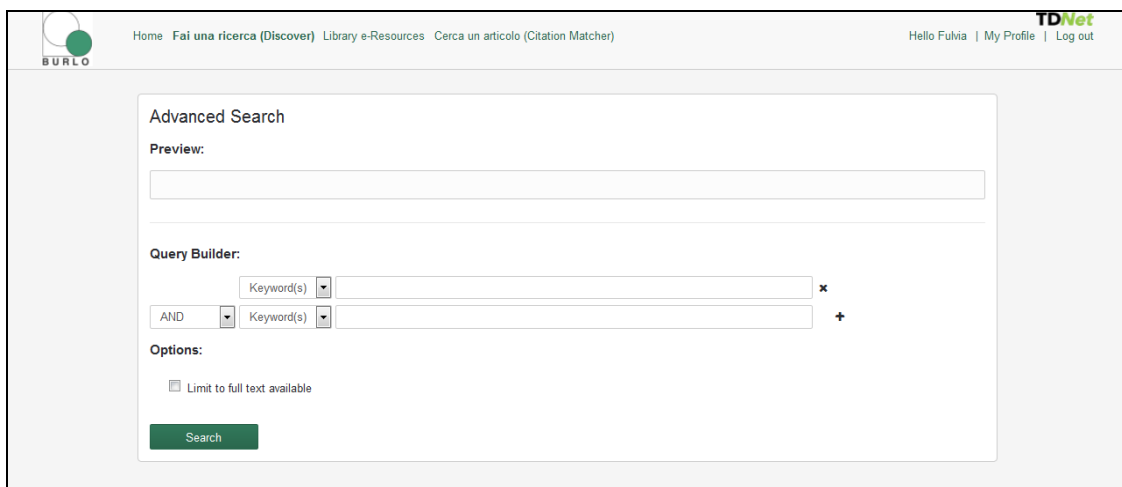 TDNet
Home Fai una ricerca (Discover) Library e-Resources Cerca un articolo (Citation Matcher) Hello Fulvia | My Profile | Log out
BURLO
Advanced Search
Preview:
Query Builder:
Keyword(s)
AND Keyword(s)
Options:
Limit to full text available
Search